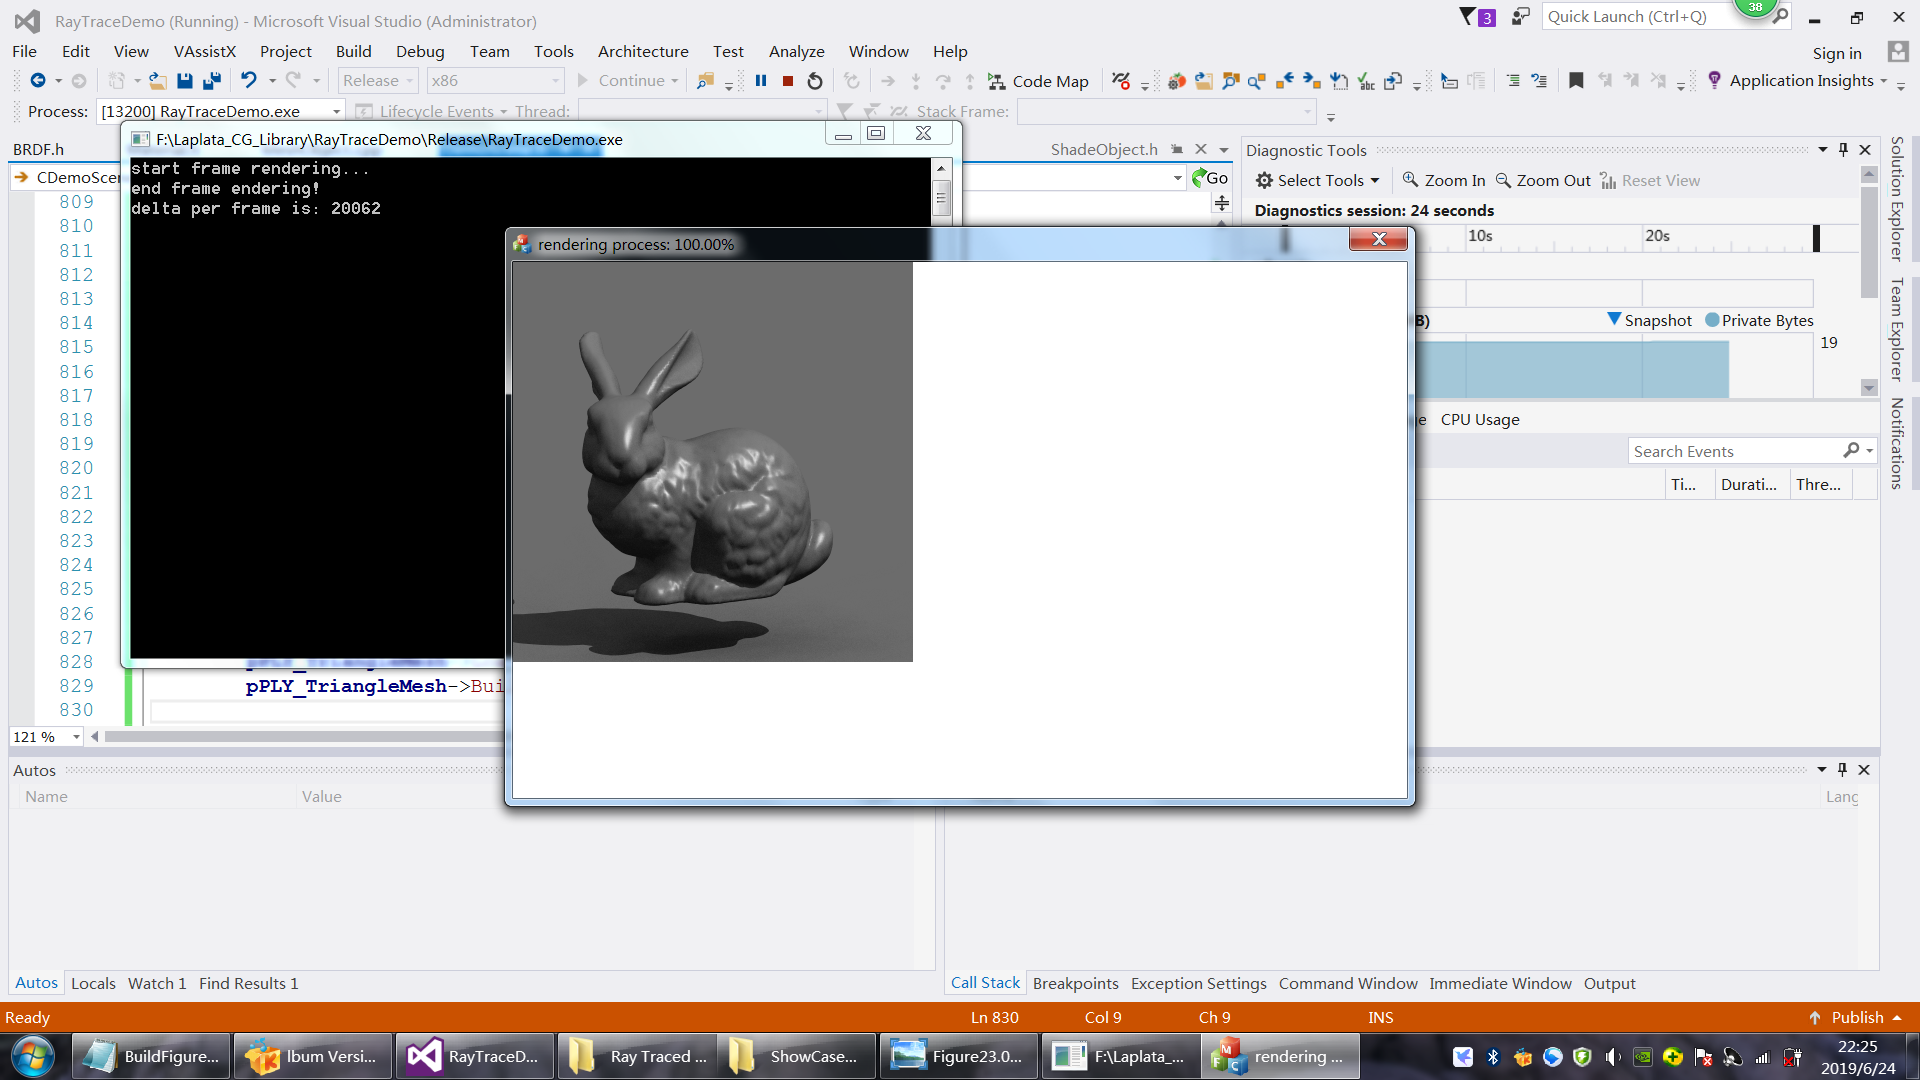 RayTraceDemo (Running) - Microsoft Visual Studio (Administrator)
3
Quick Launch (Ctrl+Q)
38
File Edit View VAssistX Project Build Debug Team Tools Architecture Test Analyze Window Help
Sign in
Release x86 Continue Code Map Application Insights
Process: [13200] RayTraceDemo.exe Lifecycle Events Thread: Stack Frame:
F:\Laplata_CG_Library\RayTraceDemo\Release\RayTraceDemo.exe
BRDF.h
ShadeObject.h
CDemoScen
Go
start frame rendering...
end frame endering!
delta per frame is: 20062
809
810
811
812
813
814
815
816
817
818
819
820
821
822
823
824
825
826
827
828
829 pPLY_TriangleMesh->Bui
830
121 %
rendering process: 100.00%
Diagnostic Tools
Select Tools Zoom In Zoom Out Reset View
Diagnostics session: 24 seconds
10s 20s
B) Snapshot Private Bytes
19
e CPU Usage
Search Events
Ti... Durati... Thre...
Solution Explorer
Team Explorer
Notifications
Autos
Name Value
Lang
Autos Locals Watch 1 Find Results 1
Call Stack Breakpoints Exception Settings Command Window Immediate Window Output
Ready Ln 830 Col 9 Ch 9 INS Publish
BuildFigure... lbum Versi... RayTraceD... Ray Traced ... ShowCase... Figure23.0... F:\Laplata_... rendering ...
22:25
2019/6/24